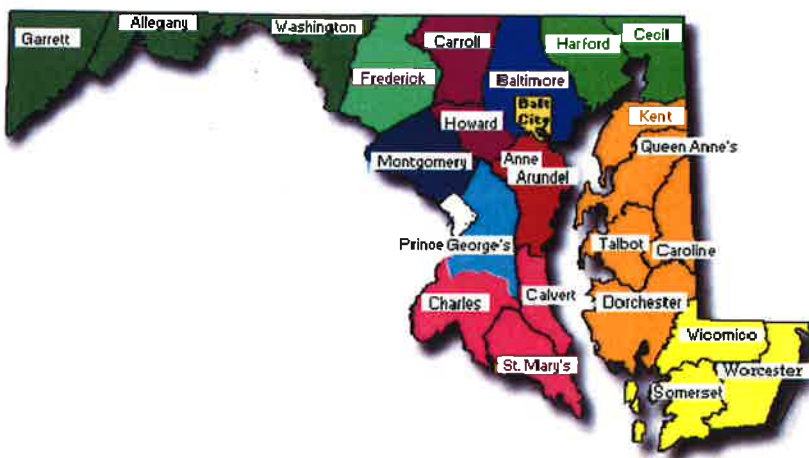 Garrett
Allegany
Washington
Frederick
Carroll
Baltimore
Harford
Cecil
Balt
City
Howard
Montgomery
Anne
Arundel
Kent
Queen Anne's
Prince George's
Talbot
Caroline
Charles
Calvert
Dorchester
St. Mary's
Wicomico
Worcester
Somerset